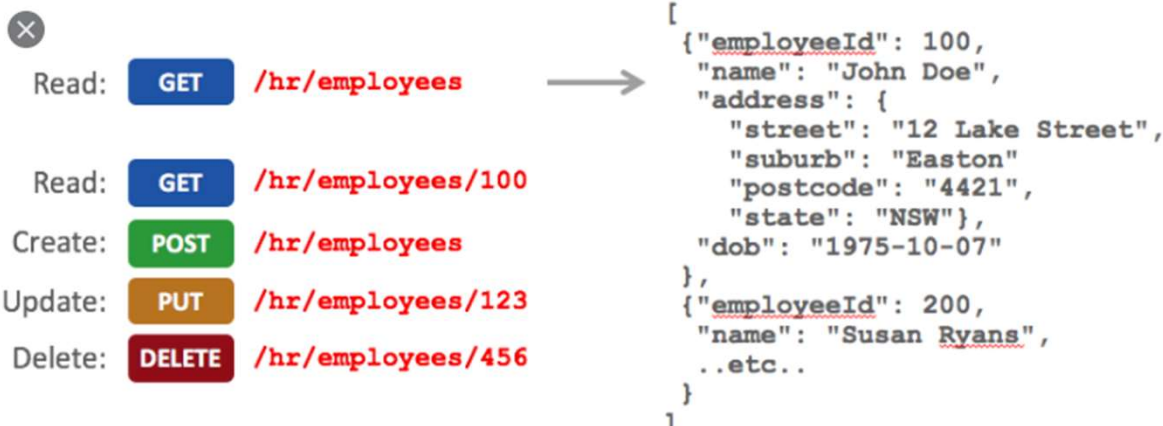 Read: GET /hr/employees
Read: GET /hr/employees/100
Create: POST /hr/employees
Update: PUT /hr/employees/123
Delete: DELETE /hr/employees/456
[
{"employeeId": 100,
"name": "John Doe",
"address": {
"street": "12 Lake Street",
"suburb": "Easton"
"postcode": "4421",
"state": "NSW"},
"dob": "1975-10-07"
},
{"employeeId": 200,
"name": "Susan Ryans",
..etc..
}
]